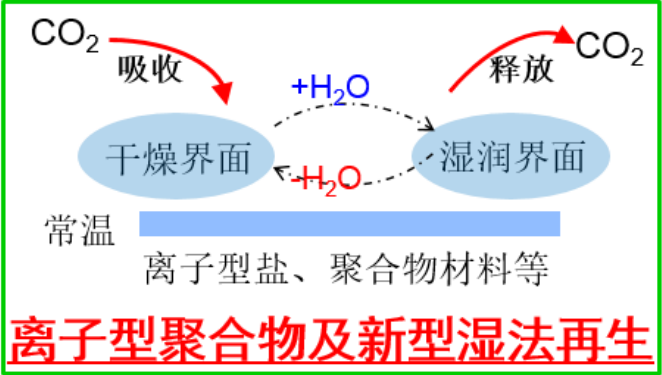 CO₂
吸收
+H₂O
释放
CO₂
干燥界面
湿润界面
-H₂O
常温
离子型盐、聚合物材料等
离子型聚合物及新型湿法再生